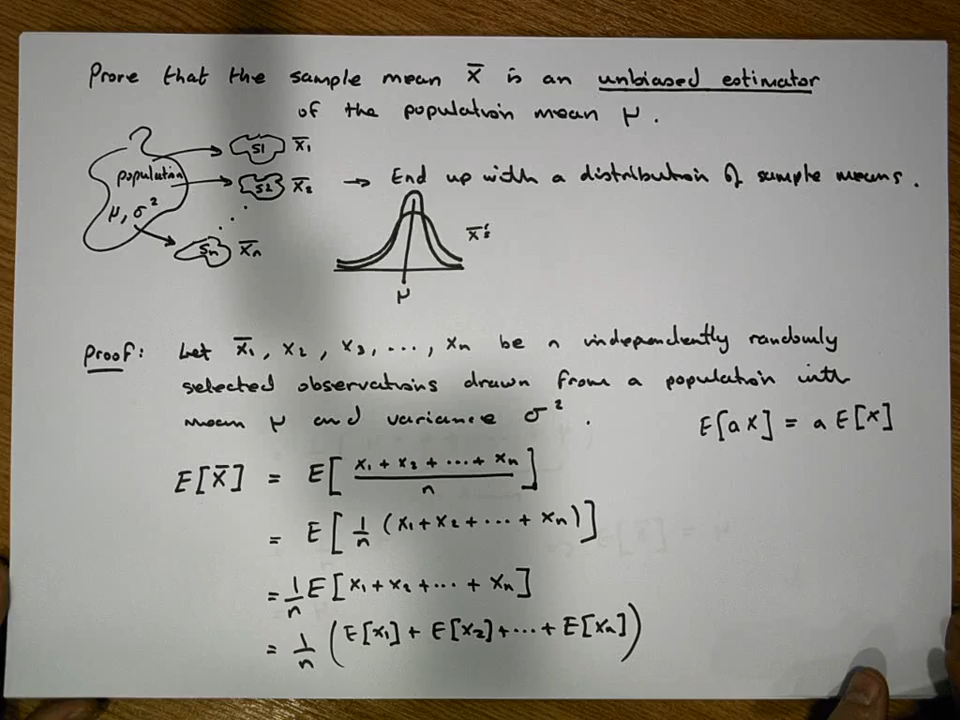 Prove that the sample mean x̄ is an unbiased estimator
of the population mean μ.
S1 x̄₁
population
S2 x̄₂ → End up with a distribution of sample means.
μ, σ²
Sn x̄n
x̄'s
μ
Proof: Let x̄₁, x₂, x₃, ..., xn be n independently randomly
selected observations drawn from a population with
mean μ and variance σ².
E[ax] = a E[x]
E[x̄] = E[(x₁ + x₂ + ... + xn)/n]
= E[1/n (x₁ + x₂ + ... + xn)]
= 1/n E[x₁ + x₂ + ... + xn]
= 1/n (E[x₁] + E[x₂] + ... + E[xn])